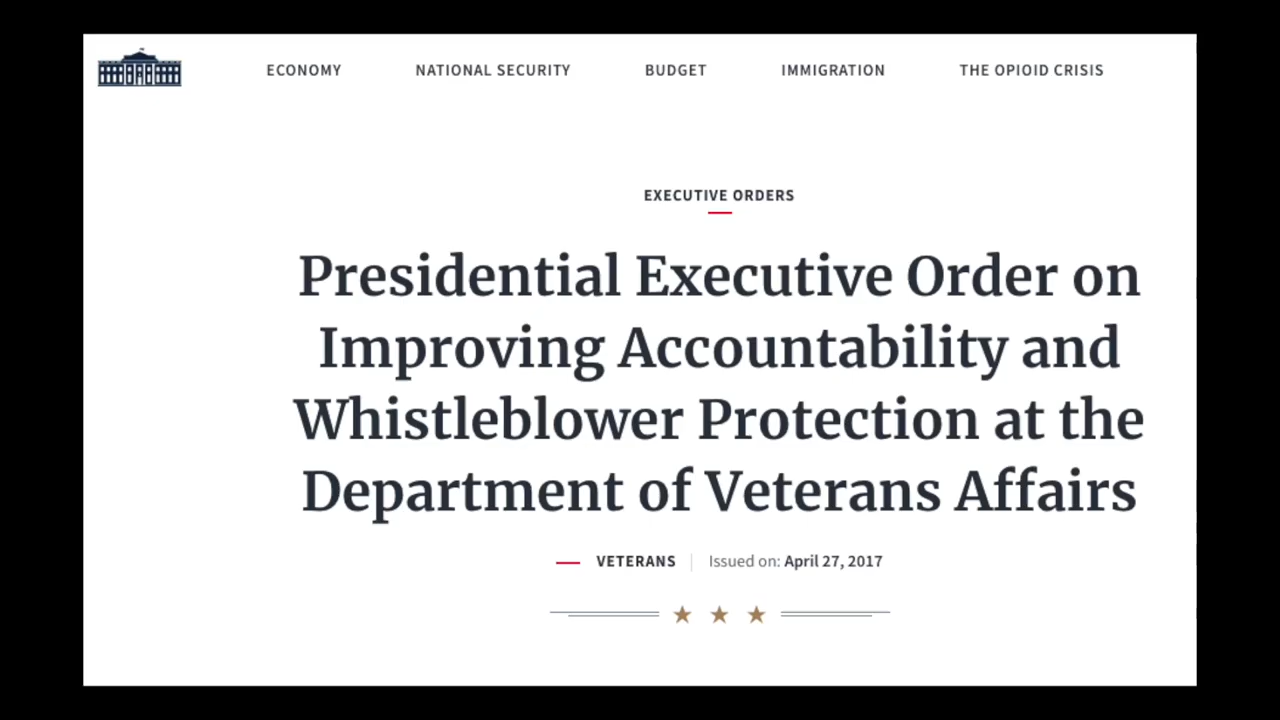 ECONOMY NATIONAL SECURITY BUDGET IMMIGRATION THE OPIOID CRISIS
EXECUTIVE ORDERS
Presidential Executive Order on
Improving Accountability and
Whistleblower Protection at the
Department of Veterans Affairs
VETERANS Issued on: April 27, 2017